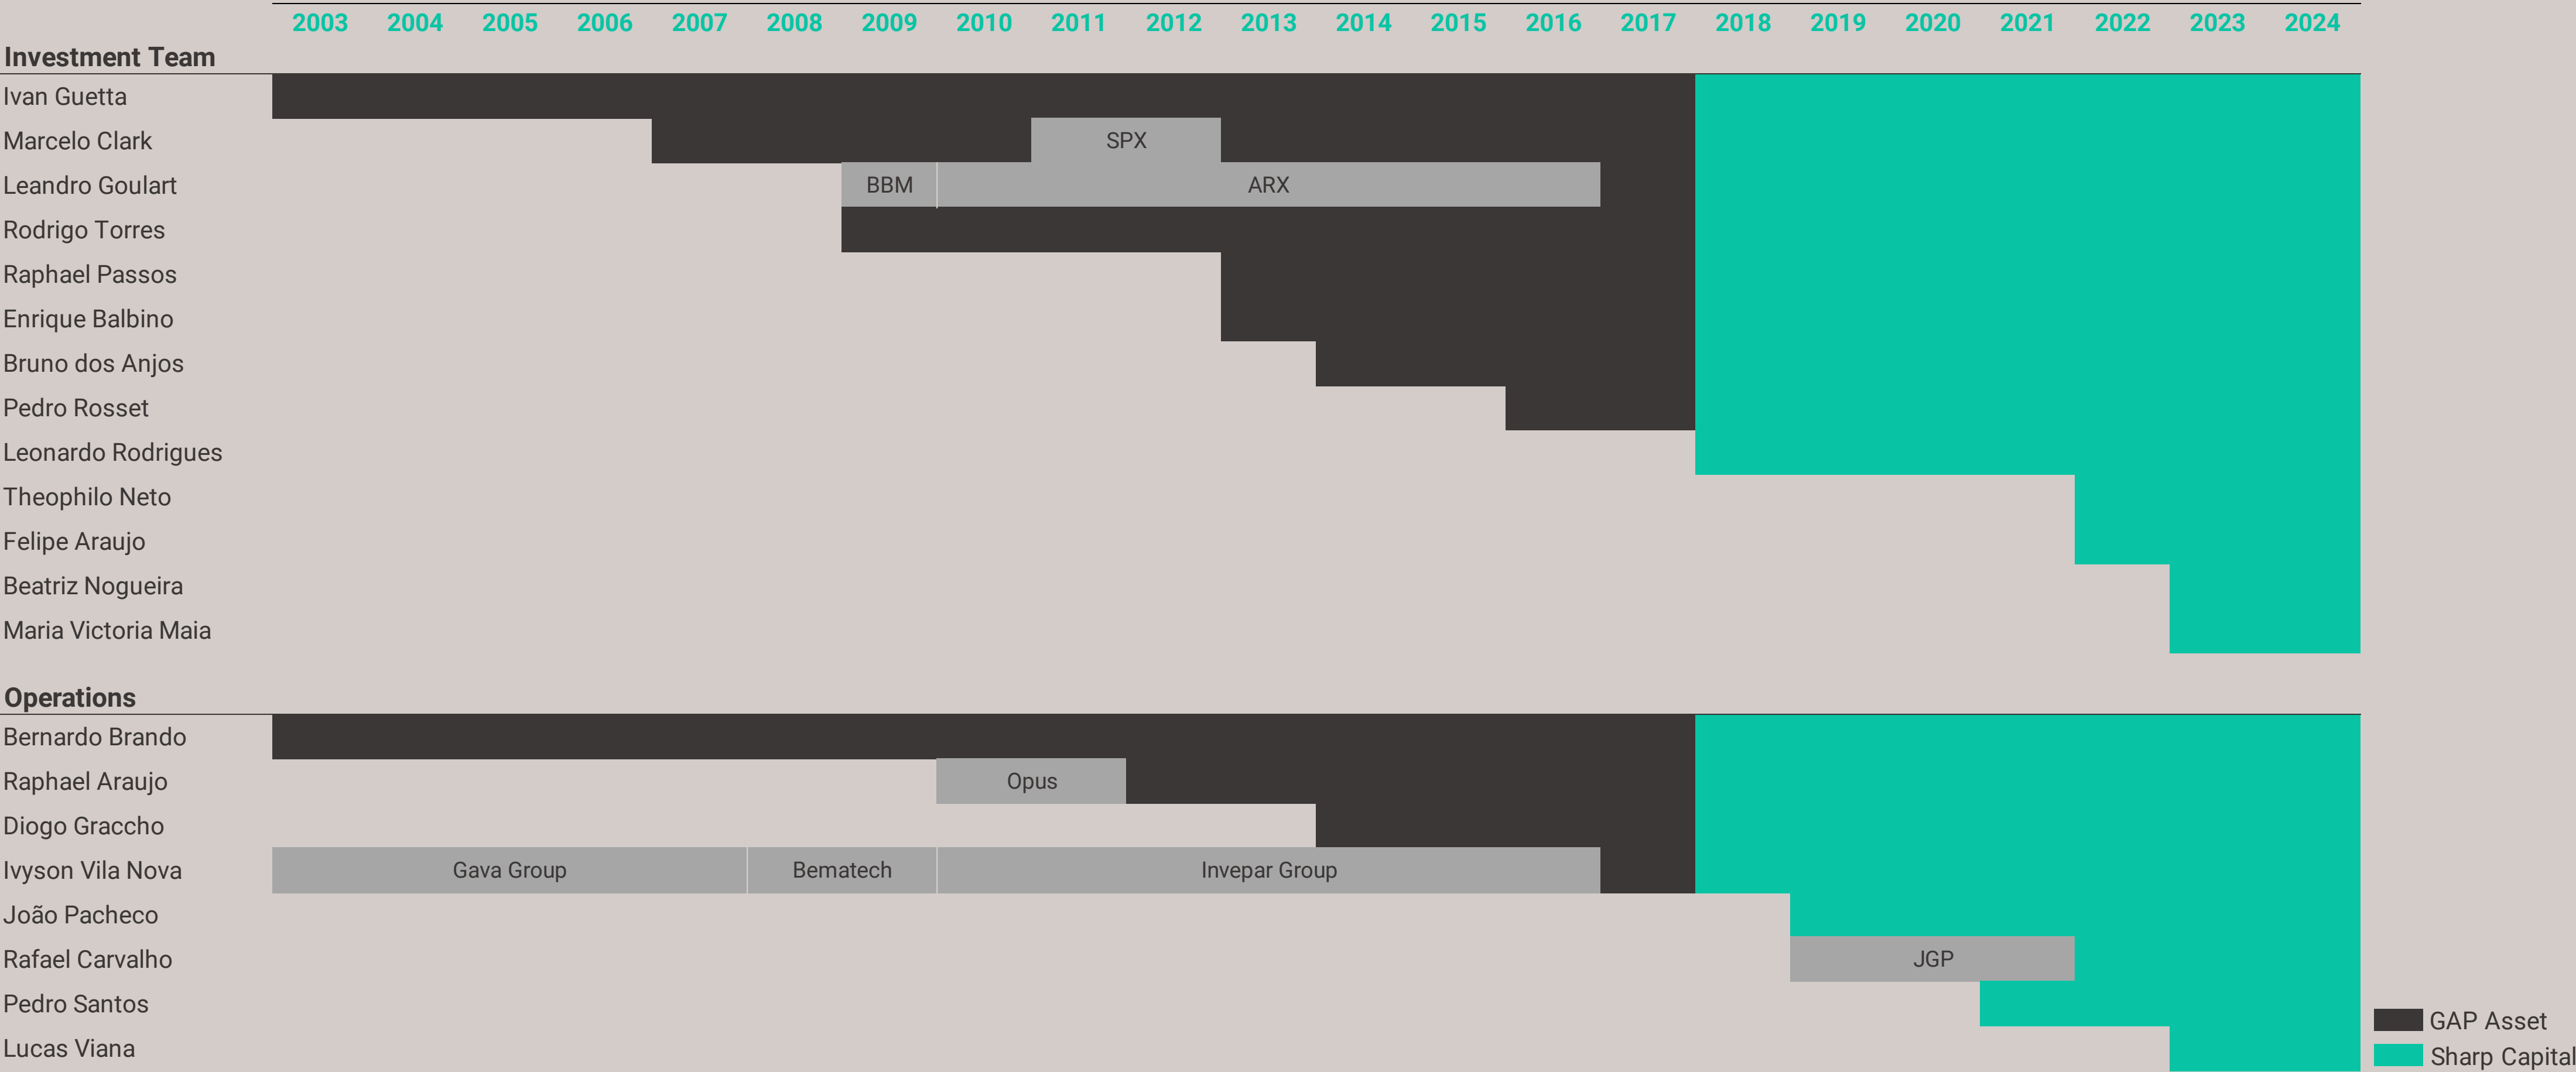 2003 2004 2005 2006 2007 2008 2009 2010 2011 2012 2013 2014 2015 2016 2017 2018 2019 2020 2021 2022 2023 2024
Investment Team
Ivan Guetta
Marcelo Clark SPX
Leandro Goulart BBM ARX
Rodrigo Torres
Raphael Passos
Enrique Balbino
Bruno dos Anjos
Pedro Rosset
Leonardo Rodrigues
Theophilo Neto
Felipe Araujo
Beatriz Nogueira
Maria Victoria Maia
Operations
Bernardo Brando
Raphael Araujo Opus
Diogo Graccho
Ivyson Vila Nova Gava Group Bematech Invepar Group
João Pacheco
Rafael Carvalho JGP
Pedro Santos
Lucas Viana
GAP Asset
Sharp Capital